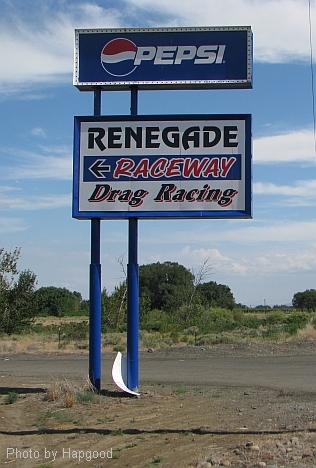 PEPSI
RENEGADE
RACEWAY
Drag Racing
Photo by Hapgood